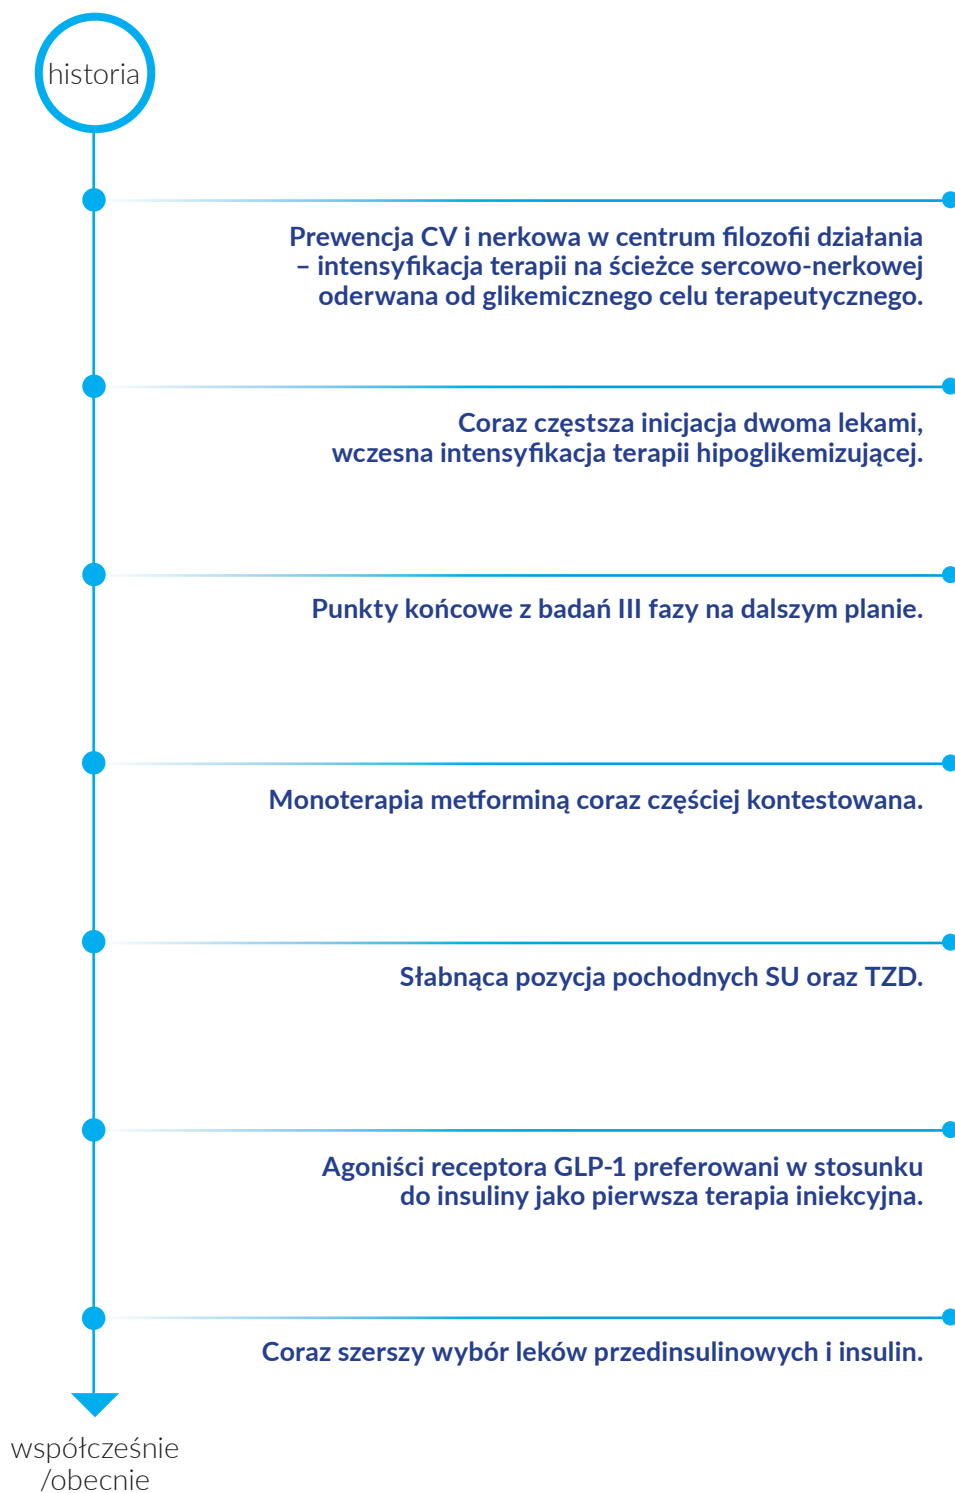 historia
Prewencja CV i nerkowa w centrum filozofii działania
– intensyfikacja terapii na ścieżce sercowo-nerkowej
oderwana od glikemicznego celu terapeutycznego.
Coraz częstsza inicjacja dwoma lekami,
wczesna intensyfikacja terapii hipoglikemizującej.
Punkty końcowe z badań III fazy na dalszym planie.
Monoterapia metforminą coraz częściej kontestowana.
Słabnąca pozycja pochodnych SU oraz TZD.
Agoniści receptora GLP-1 preferowani w stosunku
do insuliny jako pierwsza terapia iniekcyjna.
Coraz szerszy wybór leków przedinsulinowych i insulin.
współcześnie
/obecnie